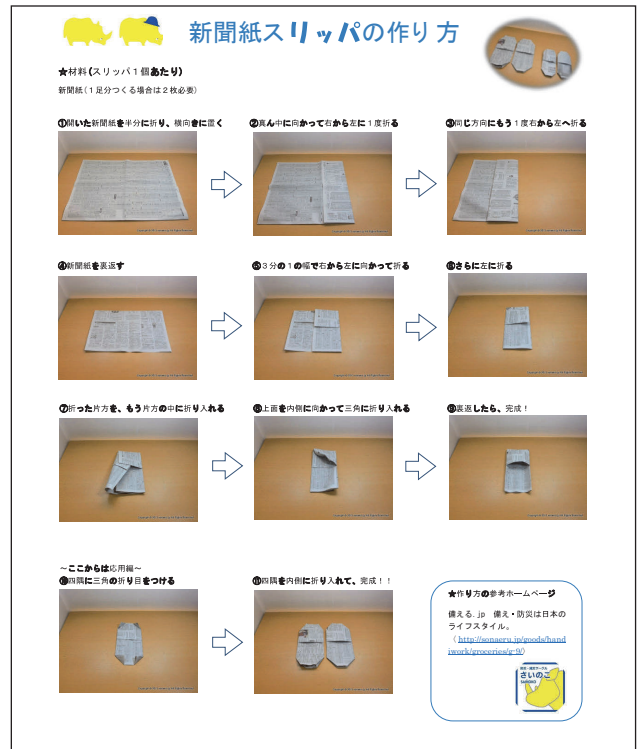 新聞紙スリッパの作り方
★材料(スリッパ1個あたり)
新聞紙(1足分つくる場合は2枚必要)
①開いた新聞紙を半分に折り、横向きに置く
②真ん中に向かって右から左に1度折る
③同じ方向にもう1度右から左へ折る
④新聞紙を裏返す
⑤3分の1の幅で右から左に向かって折る
⑥さらに左に折る
⑦折った片方を、もう片方の中に折り入れる
⑧上面を内側に向かって三角に折り入れる
⑨裏返したら、完成!
~ここからは応用編~
⑩四隅に三角の折り目をつける
⑪四隅を内側に折り入れて、完成!!
★作り方の参考ホームページ
備える.jp 備え・防災は日本の
ライフスタイル。
( http://sonaeru.jp/goods/hand
iwork/groceries/g-9/)
さいのこ